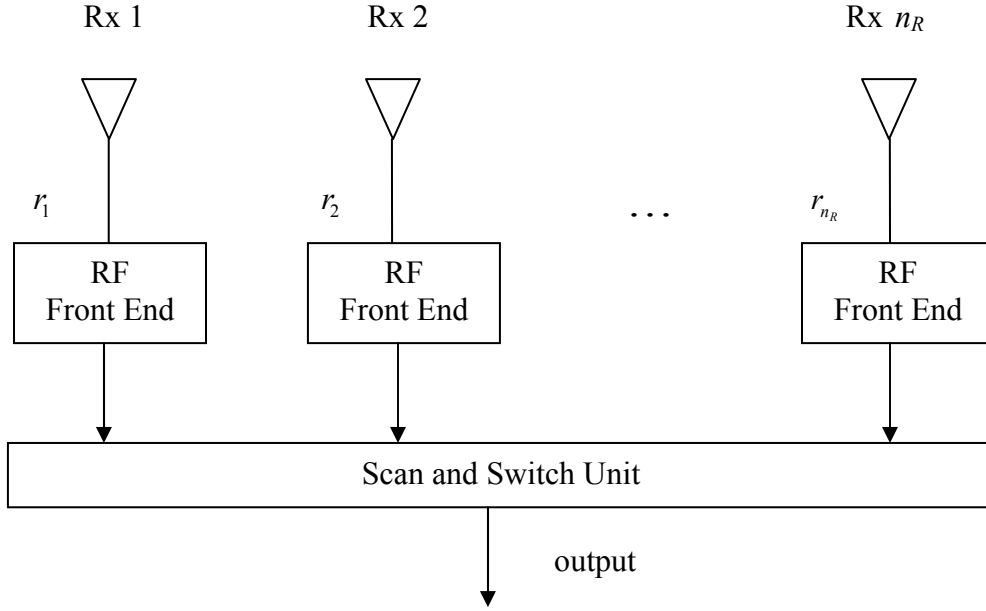 Rx 1
Rx 2
Rx n_R
r_1
r_2
...
r_{n_R}
RF
Front End
RF
Front End
RF
Front End
Scan and Switch Unit
output